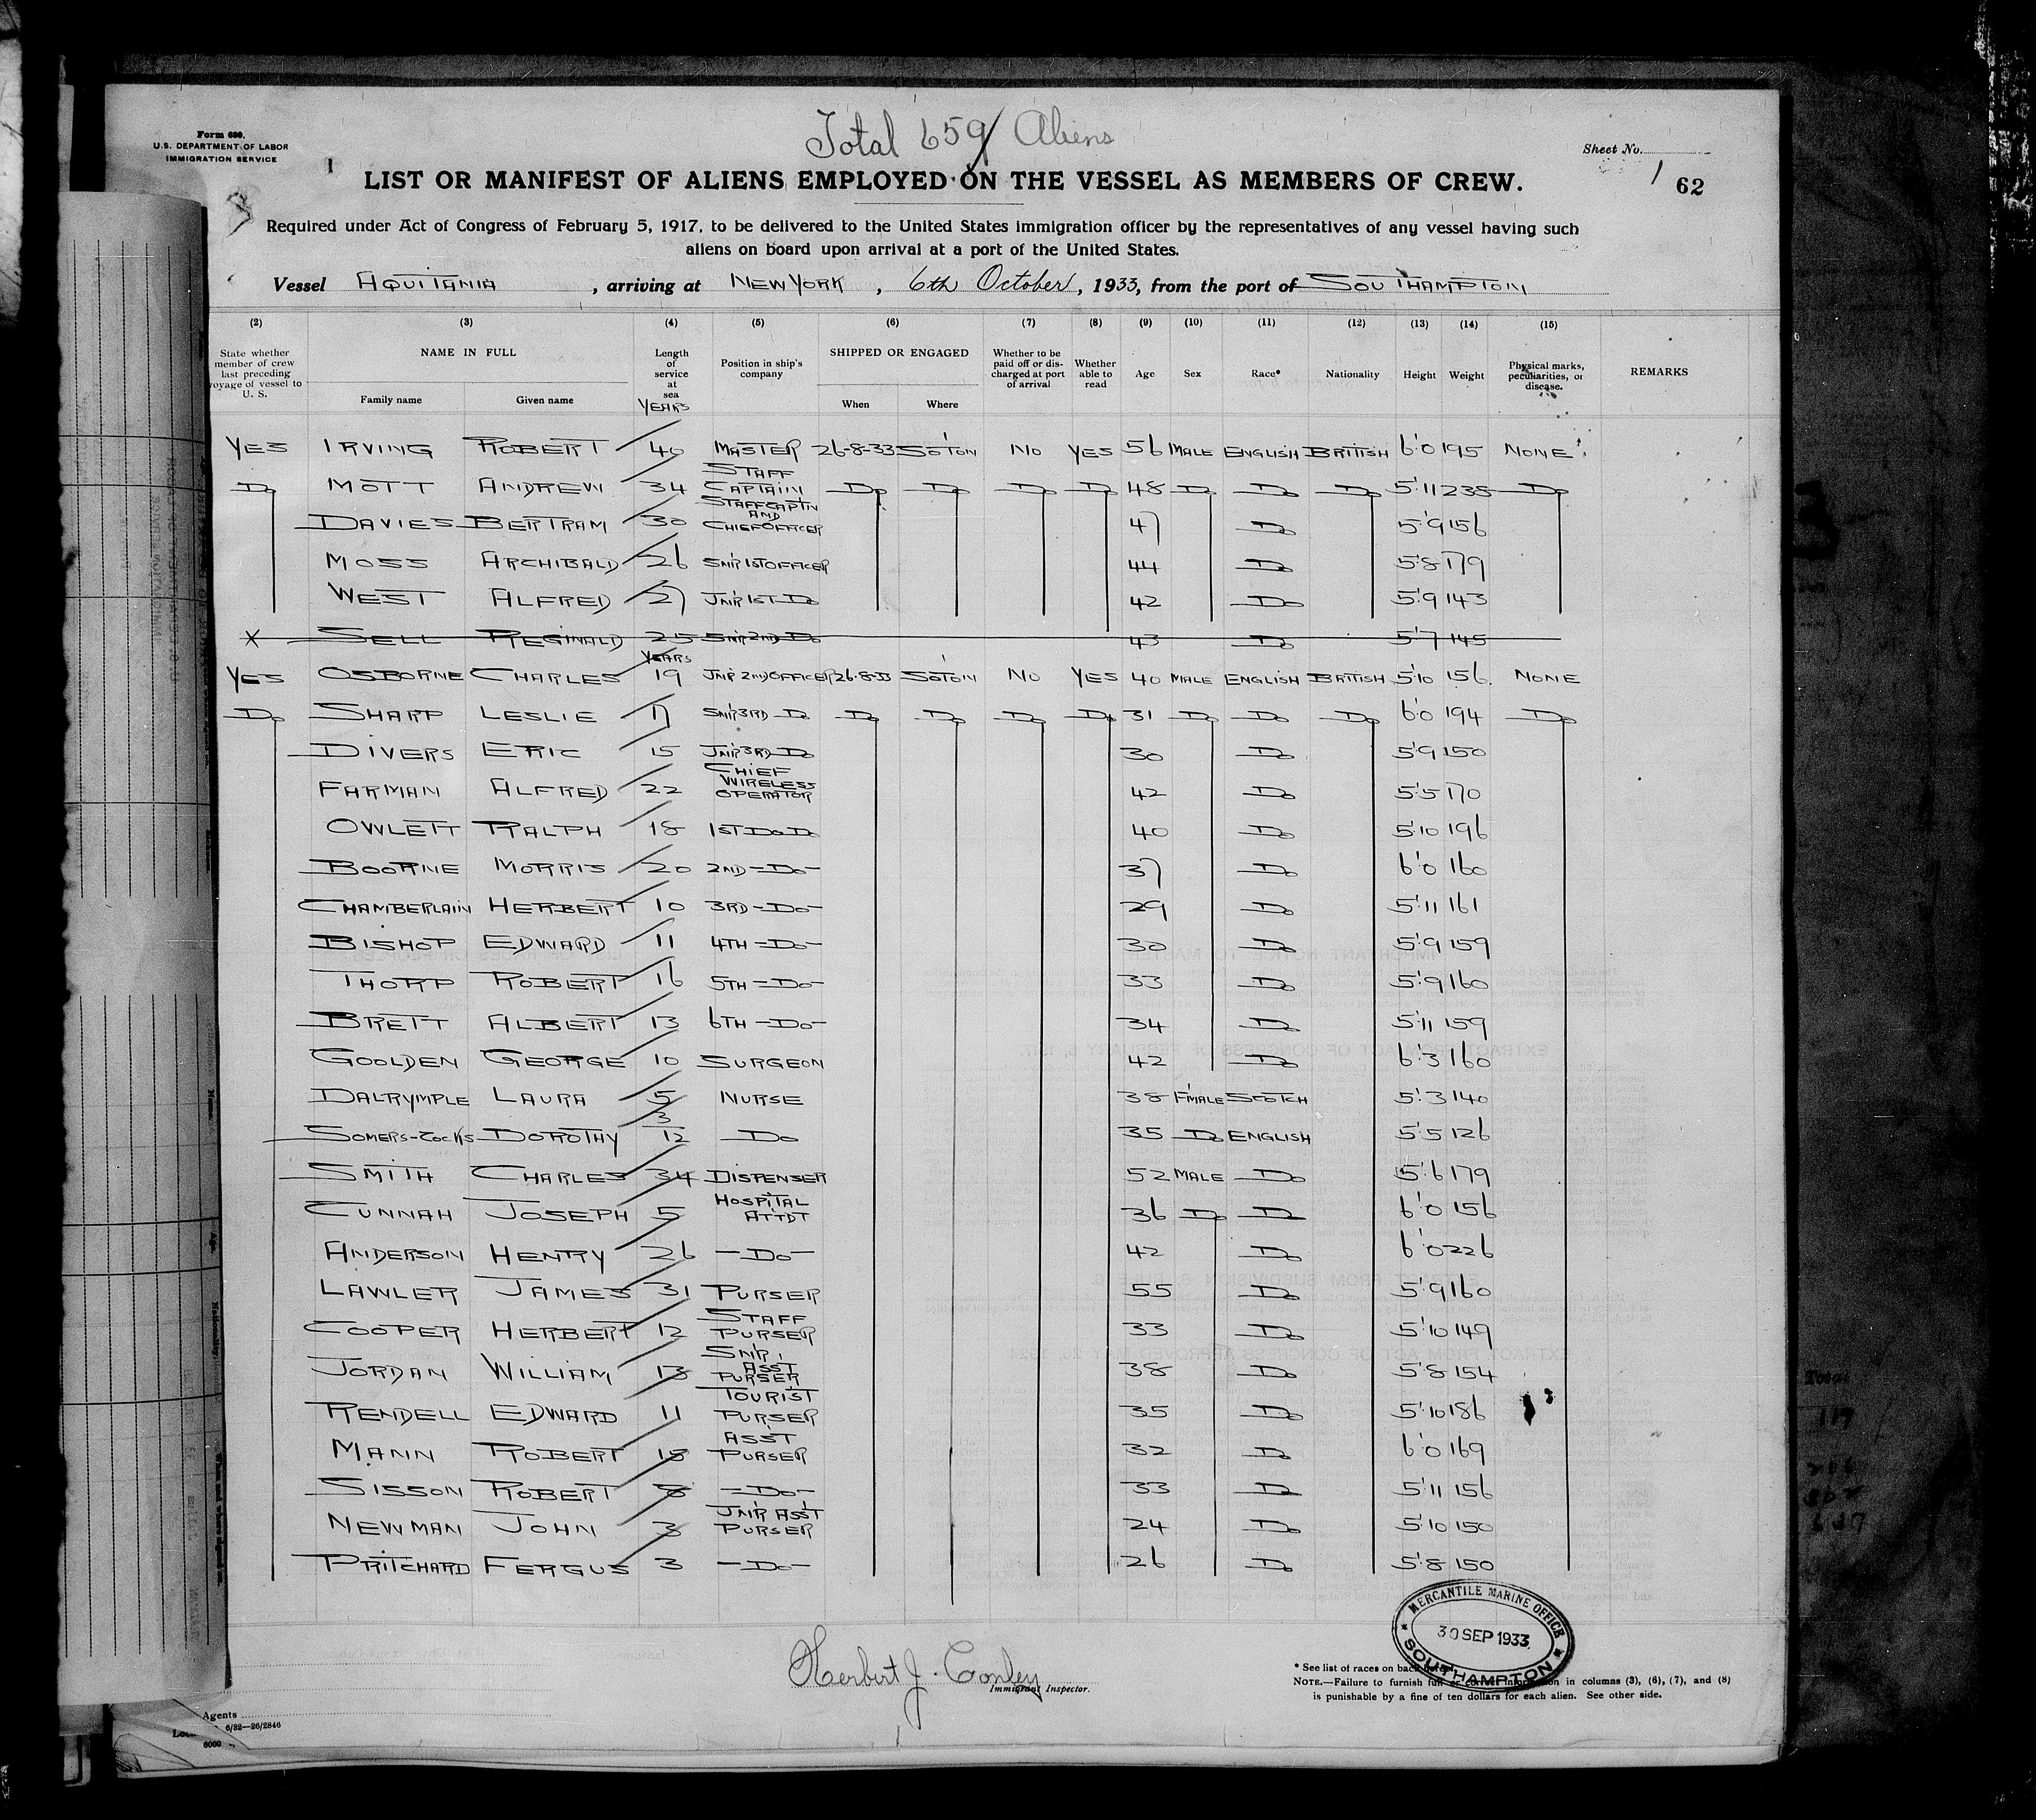 Total 659 Aliens
Form 680.
U.S. DEPARTMENT OF LABOR
IMMIGRATION SERVICE
Sheet No. 1
62
LIST OR MANIFEST OF ALIENS EMPLOYED ON THE VESSEL AS MEMBERS OF CREW.
Required under Act of Congress of February 5, 1917, to be delivered to the United States immigration officer by the representatives of any vessel having such
aliens on board upon arrival at a port of the United States.
Vessel AQUITANIA, arriving at NEW YORK, 6th October, 1933, from the port of SOUTHAMPTON
(2) (3) (4) (5) (6) (7) (8) (9) (10) (11) (12) (13) (14) (15)
State whether member of crew last preceding voyage of vessel to U. S. NAME IN FULL Family name Given name Length of service at sea YEARS Position in ship's company SHIPPED OR ENGAGED When Where Whether to be paid off or discharged at port of arrival Whether able to read Age Sex Race* Nationality Height Weight Physical marks, peculiarities, or disease. REMARKS
YES IRVING ROBERT 40 MASTER 26-8-33 SO'TON NO YES 56 MALE ENGLISH BRITISH 6'0 195 NONE
Do MOTT ANDREW 34 STAFF CAPTAIN Do Do Do Do 48 Do Do Do 5'11 238 Do
DAVIES BERTRAM 30 STAFF CAPT'N AND CHIEF OFFICER 47 Do 5'9 156
MOSS ARCHIBALD 26 SN'R 1ST OFFICER 44 Do 5'8 179
WEST ALFRED 27 JN'R 1ST Do 42 Do 5'9 143
X SELL REGINALD 25 SN'R 2ND Do 43 Do 5'7 145
YES OSBORNE CHARLES YEARS 19 JN'R 2ND OFFICER 26.8.33 SO'TON NO YES 40 MALE ENGLISH BRITISH 5'10 156 NONE
Do SHARP LESLIE 17 SN'R 3RD Do Do Do Do Do 31 Do Do Do 6'0 194 Do
DIVERS ERIC 15 JN'R 3RD Do 30 Do 5'9 150
FARMAN ALFRED 22 CHIEF WIRELESS OPERATOR 42 Do 5'5 170
OWLETT RALPH 18 1ST Do Do 40 Do 5'10 196
BOORNE MORRIS 20 2ND -Do- 37 Do 6'0 160
CHAMBERLAIN HERBERT 10 3RD -Do- 29 Do 5'11 161
BISHOP EDWARD 11 4TH -Do- 30 Do 5'9 159
THORP ROBERT 16 5TH -Do- 33 Do 5'9 160
BRETT ALBERT 13 6TH -Do- 34 Do 5'11 159
GOOLDEN GEORGE 10 SURGEON 42 Do 6'3 160
DALRYMPLE LAURA 5 NURSE 38 F'MALE SCOTCH 5'3 140
SOMERS-COCKS DOROTHY 3/12 Do 35 Do ENGLISH 5'5 126
SMITH CHARLES 34 DISPENSER 52 MALE Do 5'6 179
CUNNAH JOSEPH 5 HOSPITAL ATTDT 36 Do Do 6'0 156
ANDERSON HENRY 26 -Do- 42 Do 6'0 226
LAWLER JAMES 31 PURSER 55 Do 5'9 160
COOPER HERBERT 12 STAFF PURSER 33 Do 5'10 149
JORDAN WILLIAM 13 SN'R ASST PURSER 38 Do 5'8 154
RENDELL EDWARD 11 TOURIST PURSER 35 Do 5'10 186
MANN ROBERT 18 ASST PURSER 32 Do 6'0 169
SISSON ROBERT 8 -Do- 33 Do 5'11 156
NEWMAN JOHN 3 JN'R ASST PURSER 24 Do 5'10 150
PRITCHARD FERGUS 3 -Do- 26 Do 5'8 150
MERCANTILE MARINE OFFICE
30 SEP 1933
SOUTHAMPTON
Herbert J. Conley
Immigrant Inspector.
* See list of races on back
NOTE.—Failure to furnish full or in columns (3), (6), (7), and (8)
is punishable by a fine of ten dollars for each alien. See other side.
Agents
6/32—26/2846
6000
Total
117